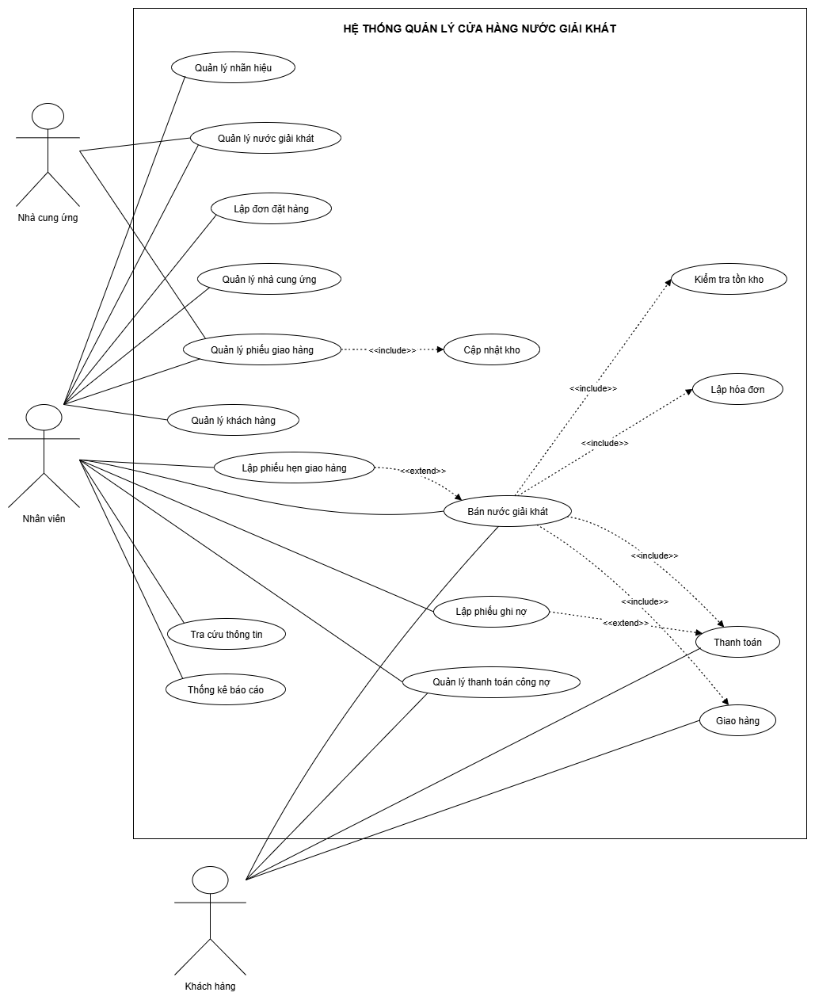 HỆ THỐNG QUẢN LÝ CỬA HÀNG NƯỚC GIẢI KHÁT
Quản lý nhãn hiệu
Quản lý nước giải khát
Nhà cung ứng
Lập đơn đặt hàng
Quản lý nhà cung ứng
Kiểm tra tồn kho
Quản lý phiếu giao hàng
<<include>>
Cập nhật kho
<<include>>
Lập hóa đơn
Quản lý khách hàng
<<include>>
Lập phiếu hẹn giao hàng
<<extend>>
Bán nước giải khát
Nhân viên
<<include>>
<<include>>
Lập phiếu ghi nợ
<<extend>>
Tra cứu thông tin
Thanh toán
Quản lý thanh toán công nợ
Thống kê báo cáo
Giao hàng
Khách hàng